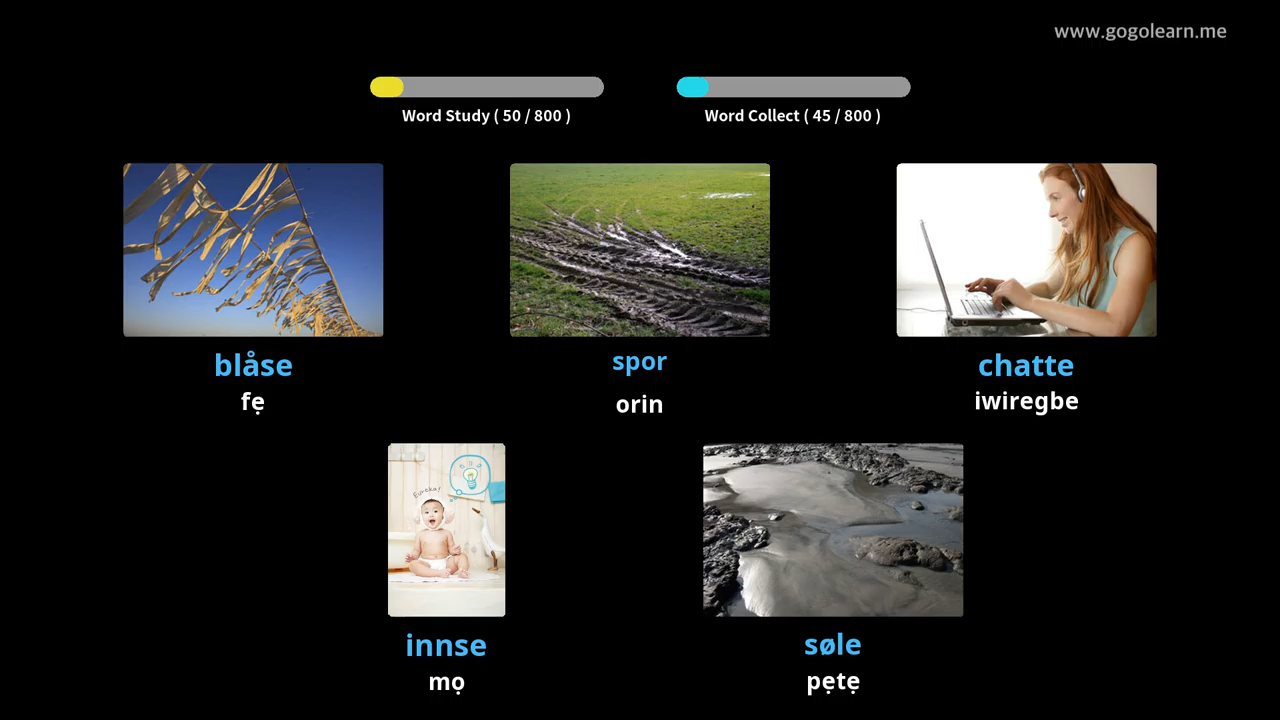 www.gogolearn.me
Word Study ( 50 / 800 )
Word Collect ( 45 / 800 )
blåse
spor
chatte
fẹ
orin
iwiregbe
Eureka!
innse
søle
mọ
pẹtẹ